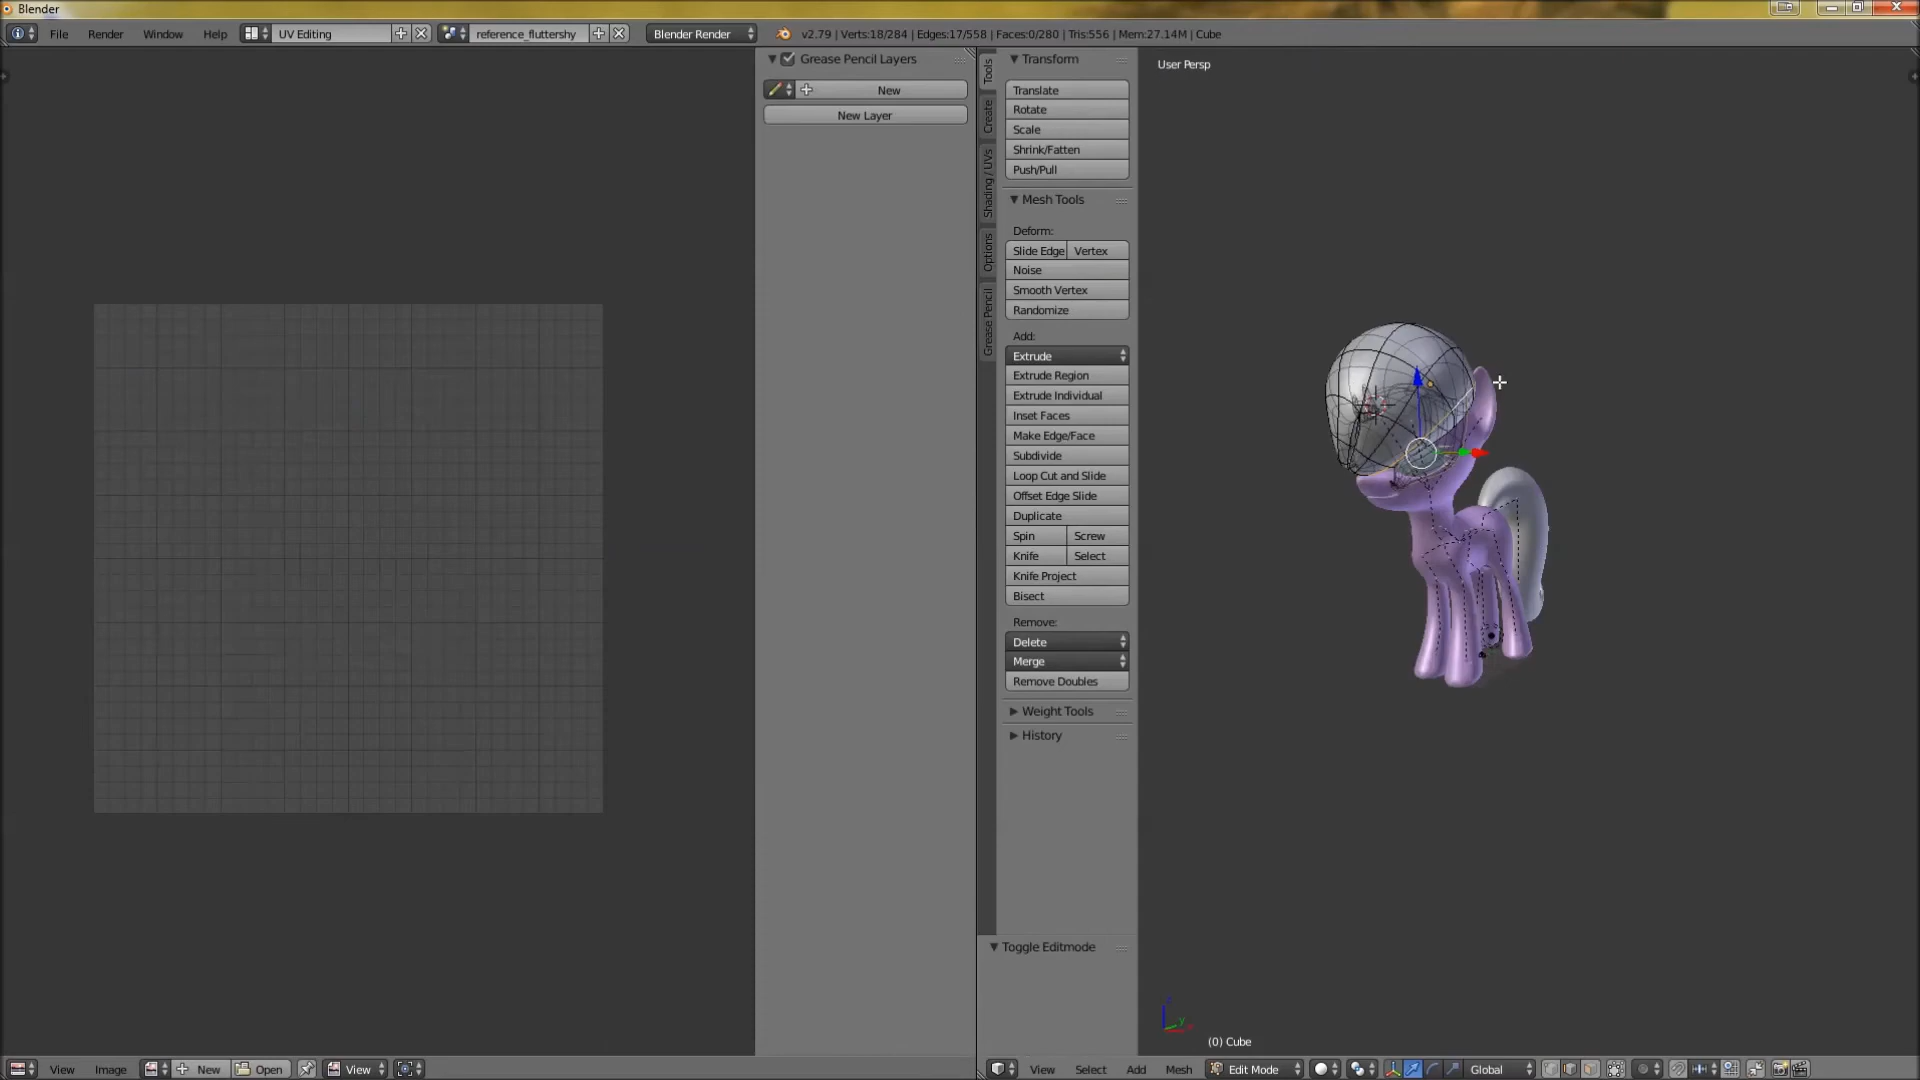 Blender
File Render Window Help UV Editing reference_fluttershy Blender Render v2.79 | Verts:18/284 | Edges:17/558 | Faces:0/280 | Tris:556 | Mem:27.14M | Cube
Grease Pencil Layers
New
New Layer
Tools
Create
Shading / UVs
Options
Grease Pencil
Transform
Translate
Rotate
Scale
Shrink/Fatten
Push/Pull
Mesh Tools
Deform:
Slide Edge Vertex
Noise
Smooth Vertex
Randomize
Add:
Extrude
Extrude Region
Extrude Individual
Inset Faces
Make Edge/Face
Subdivide
Loop Cut and Slide
Offset Edge Slide
Duplicate
Spin Screw
Knife Select
Knife Project
Bisect
Remove:
Delete
Merge
Remove Doubles
Weight Tools
History
Toggle Editmode
User Persp
(0) Cube
View Image New Open View
View Select Add Mesh Edit Mode Global